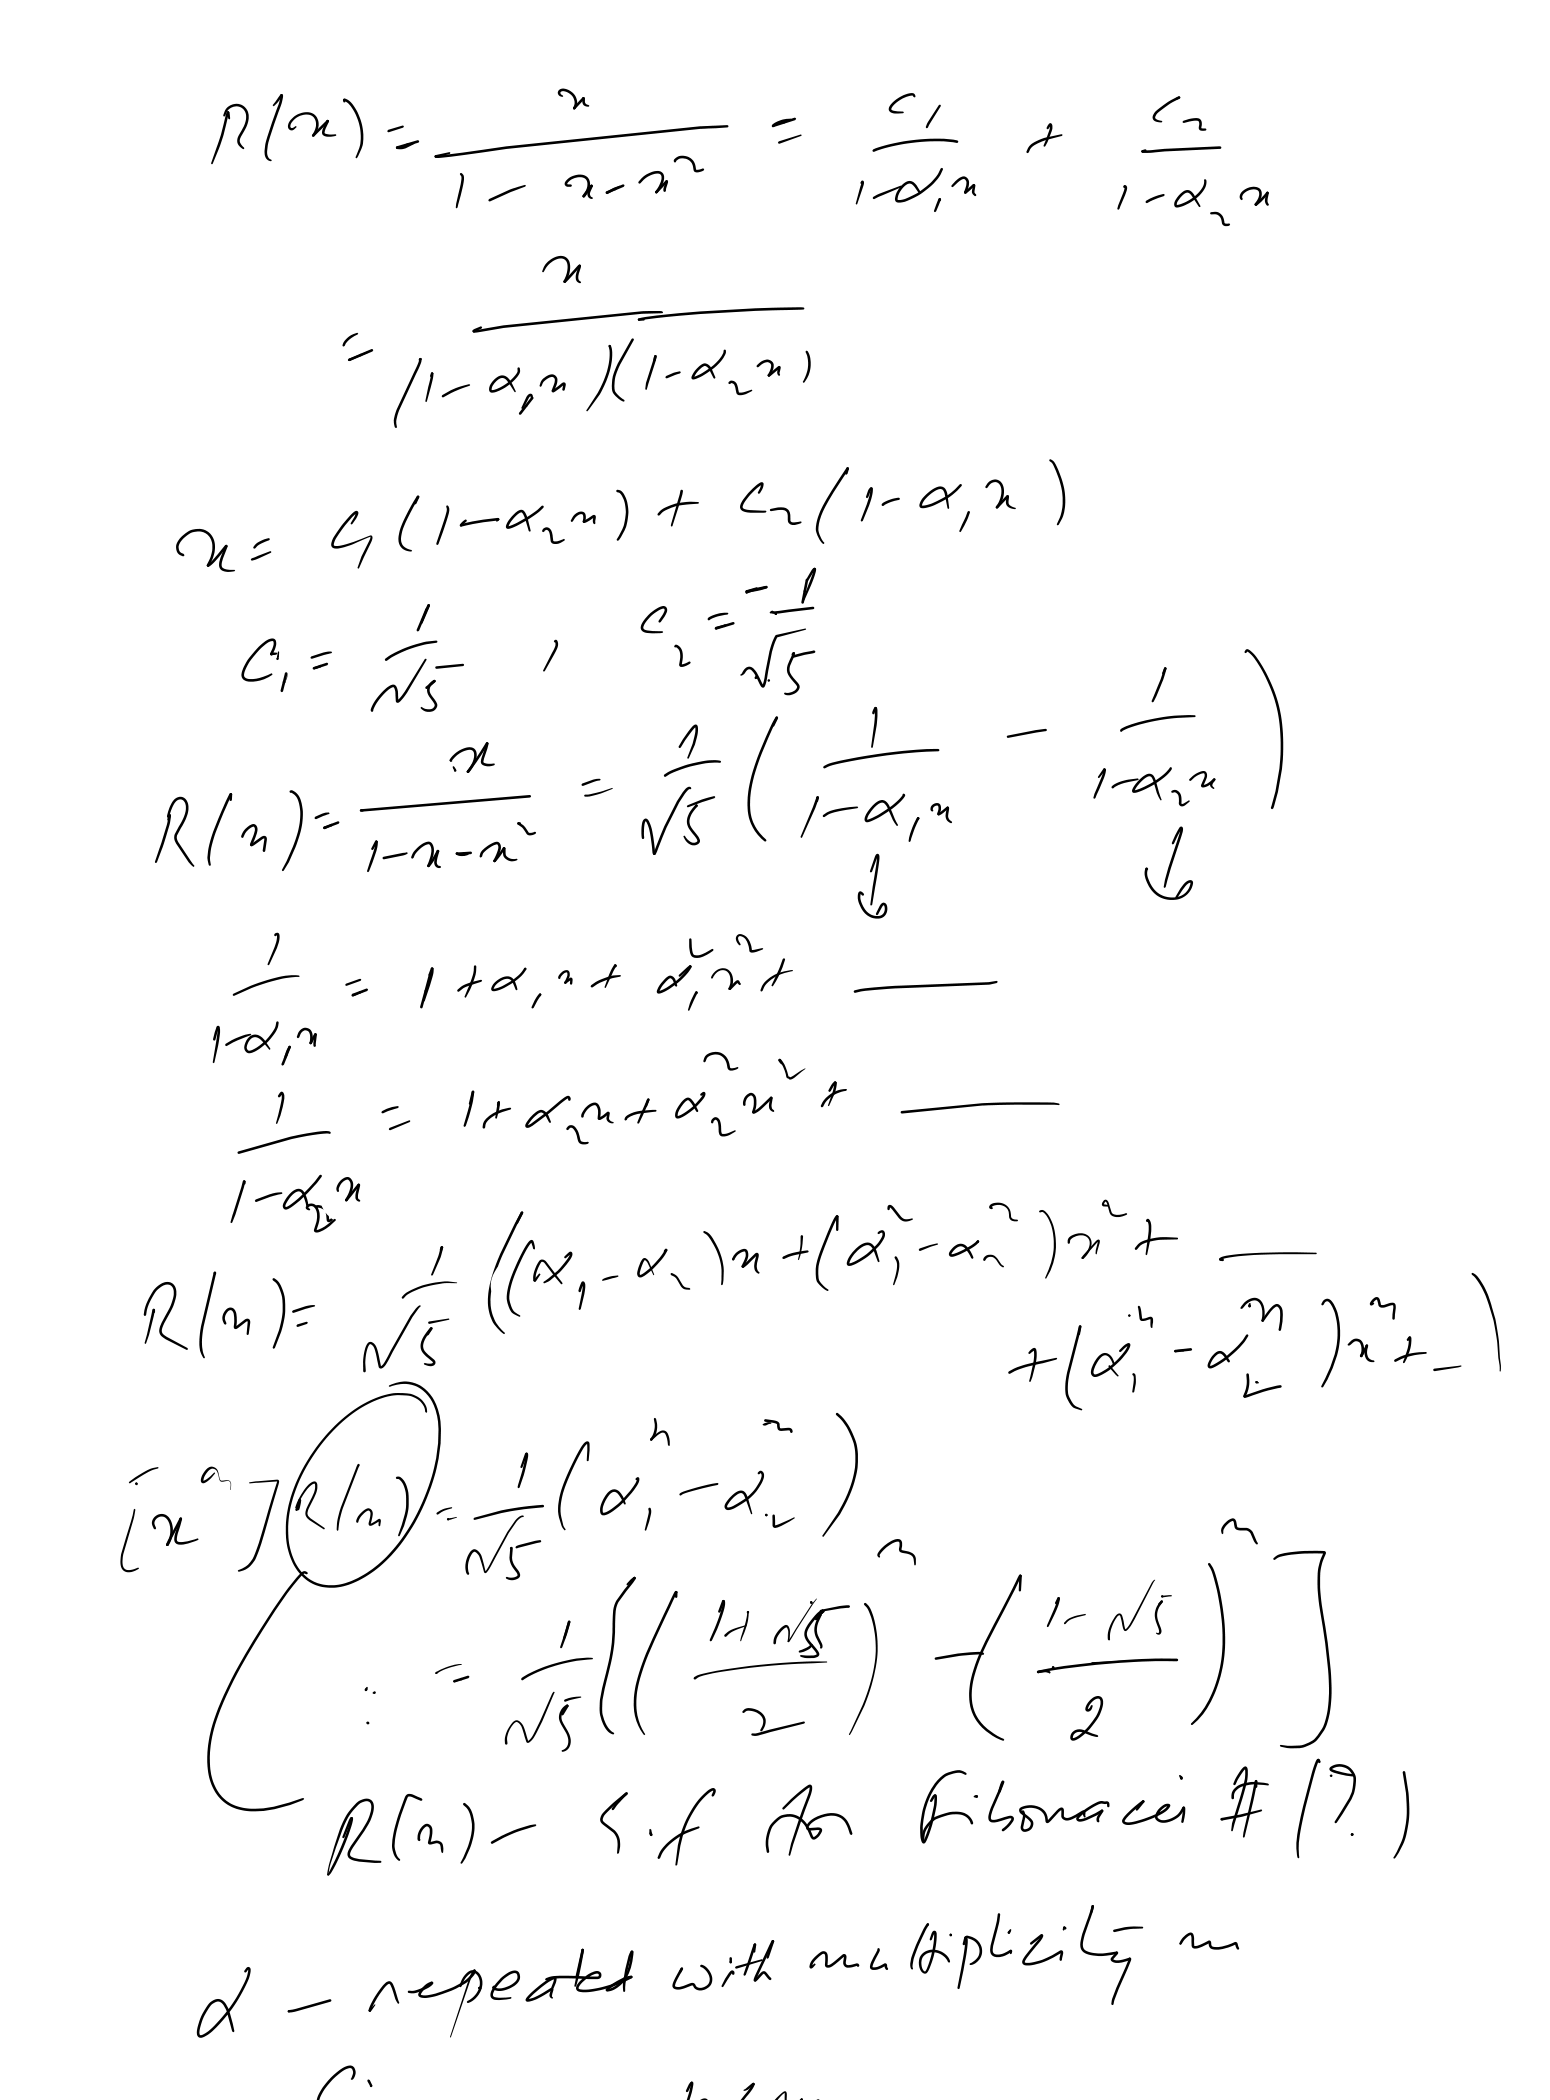 R(x) = x / (1 - x - x²) = c₁ / (1-α₁x) + c₂ / (1-α₂x)
= x / ((1-α₁x)(1-α₂x))
x = c₁(1-α₂x) + c₂(1-α₁x)
c₁ = 1/√5 , c₂ = -1/√5
R(x) = x / (1-x-x²) = 1/√5 ( 1/(1-α₁x) - 1/(1-α₂x) )
↓ ↓
1/(1-α₁x) = 1 + α₁x + α₁²x² + —
1/(1-α₂x) = 1 + α₂x + α₂²x² + —
R(x) = 1/√5 ((α₁-α₂)x + (α₁²-α₂²)x² + —
+ (α₁ⁿ - α₂ⁿ)xⁿ + - )
[xⁿ] R(x) = 1/√5 (α₁ⁿ - α₂ⁿ)
∴ = 1/√5 [((1+√5)/2)ⁿ - ((1-√5)/2)ⁿ]
R(x) - G.f for Fibonacci # (?)
α - repeated with multiplicity m